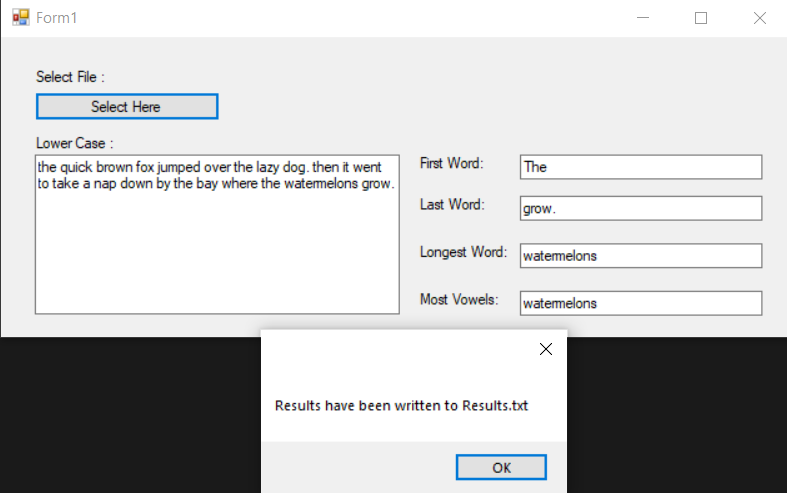 Form1
Select File :
Select Here
Lower Case :
the quick brown fox jumped over the lazy dog. then it went
to take a nap down by the bay where the watermelons grow.
First Word:
The
Last Word:
grow.
Longest Word:
watermelons
Most Vowels:
watermelons
Results have been written to Results.txt
OK